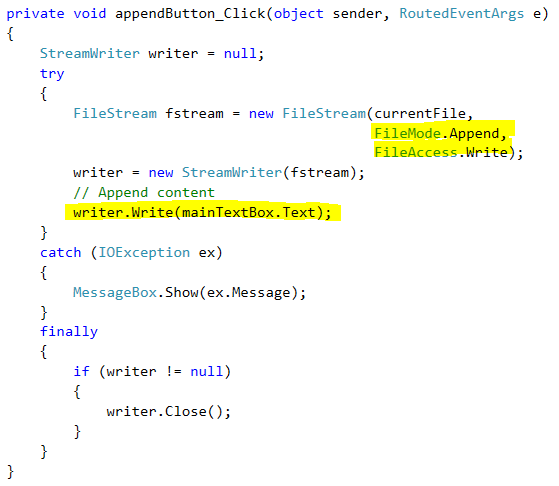 private void appendButton_Click(object sender, RoutedEventArgs e)
{
    StreamWriter writer = null;
    try
    {
        FileStream fstream = new FileStream(currentFile,
                                            FileMode.Append,
                                            FileAccess.Write);
        writer = new StreamWriter(fstream);
        // Append content
        writer.Write(mainTextBox.Text);
    }
    catch (IOException ex)
    {
        MessageBox.Show(ex.Message);
    }
    finally
    {
        if (writer != null)
        {
            writer.Close();
        }
    }
}